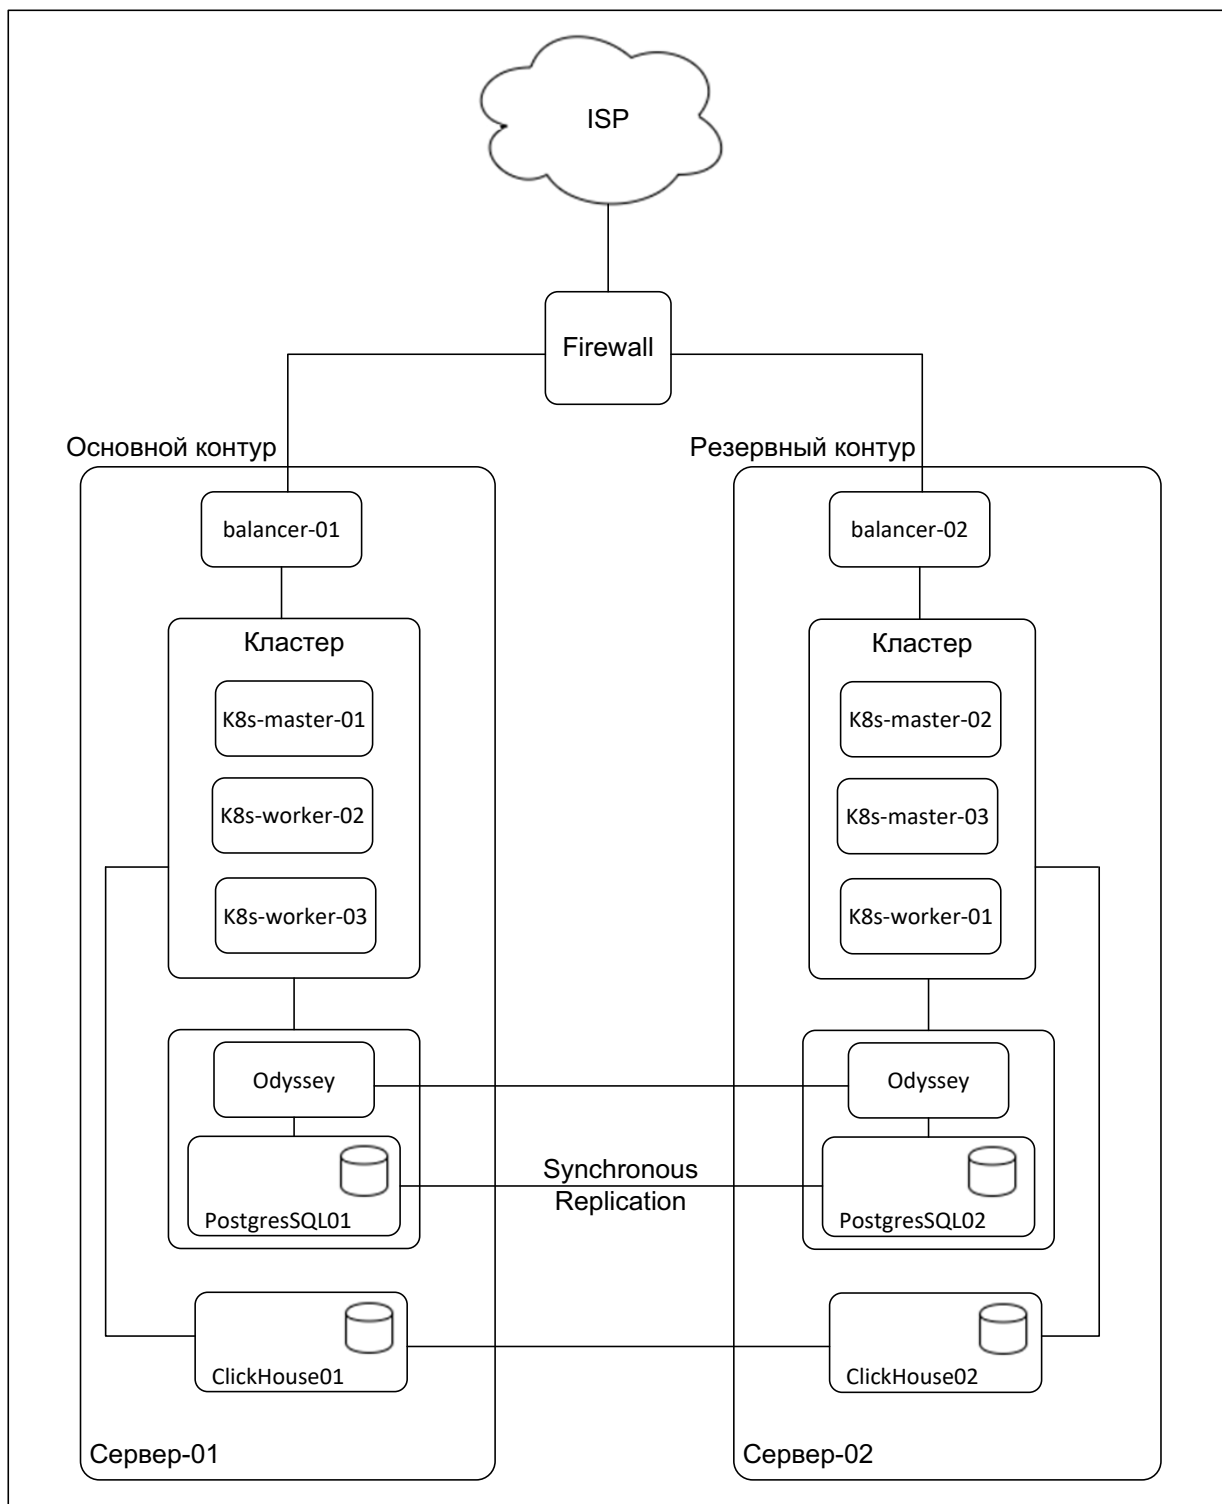 ISP
Firewall
Основной контур
Резервный контур
balancer-01
balancer-02
Кластер
Кластер
K8s-master-01
K8s-master-02
K8s-worker-02
K8s-master-03
K8s-worker-03
K8s-worker-01
Odyssey
Odyssey
Synchronous
Replication
PostgresSQL01
PostgresSQL02
ClickHouse01
ClickHouse02
Сервер-01
Сервер-02